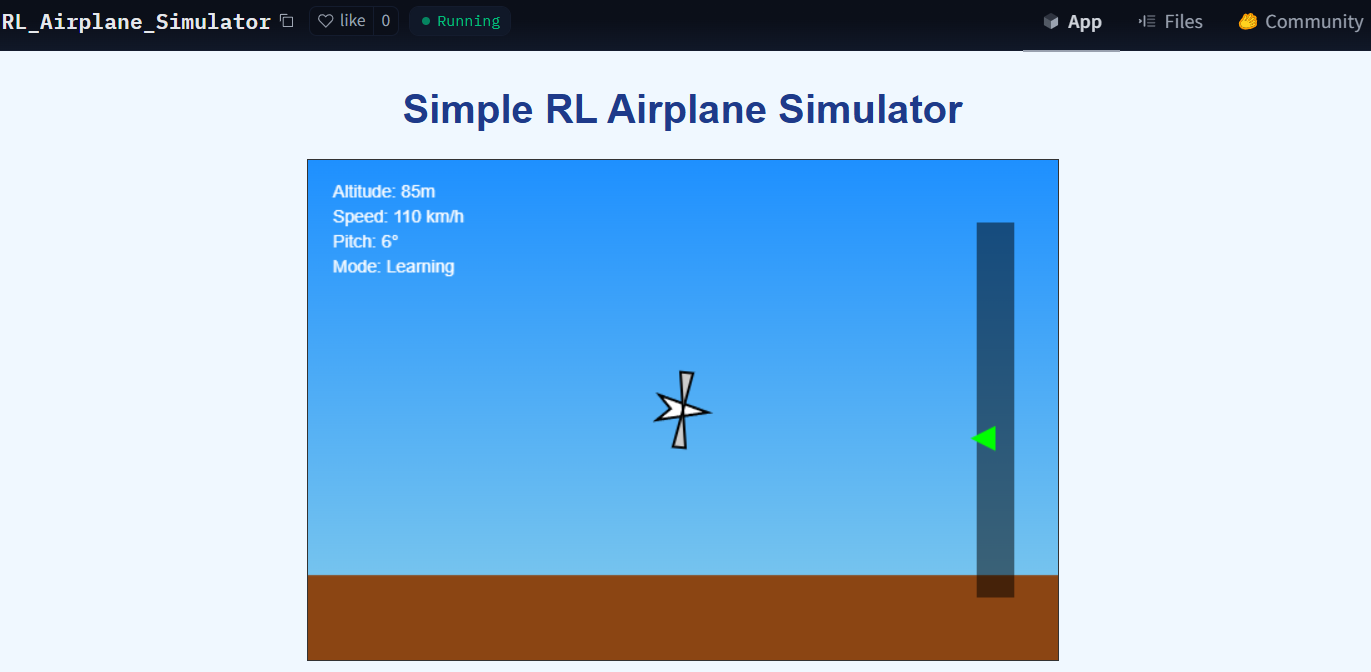 RL_Airplane_Simulator like 0 Running App Files Community
Simple RL Airplane Simulator
Altitude: 85m
Speed: 110 km/h
Pitch: 6°
Mode: Learning